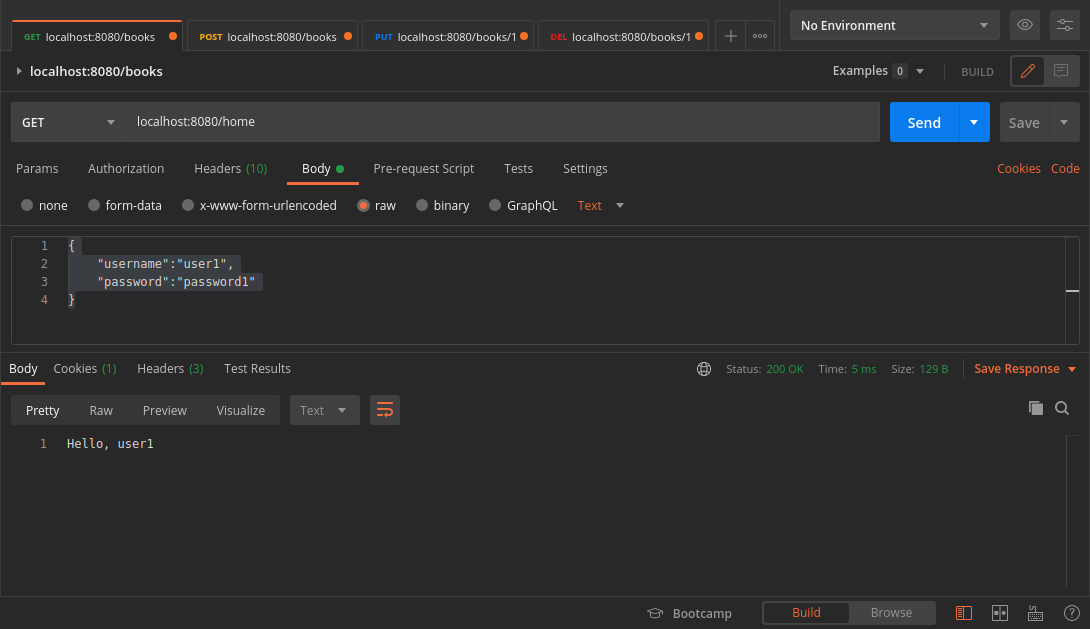 GET localhost:8080/books POST localhost:8080/books PUT localhost:8080/books/1 DEL localhost:8080/books/1 No Environment
localhost:8080/books Examples 0 BUILD
GET localhost:8080/home Send Save
Params Authorization Headers (10) Body Pre-request Script Tests Settings Cookies Code
none form-data x-www-form-urlencoded raw binary GraphQL Text
1 {
2 "username":"user1",
3 "password":"password1"
4 }
Body Cookies (1) Headers (3) Test Results Status: 200 OK Time: 5 ms Size: 129 B Save Response
Pretty Raw Preview Visualize Text
1 Hello, user1
Bootcamp Build Browse